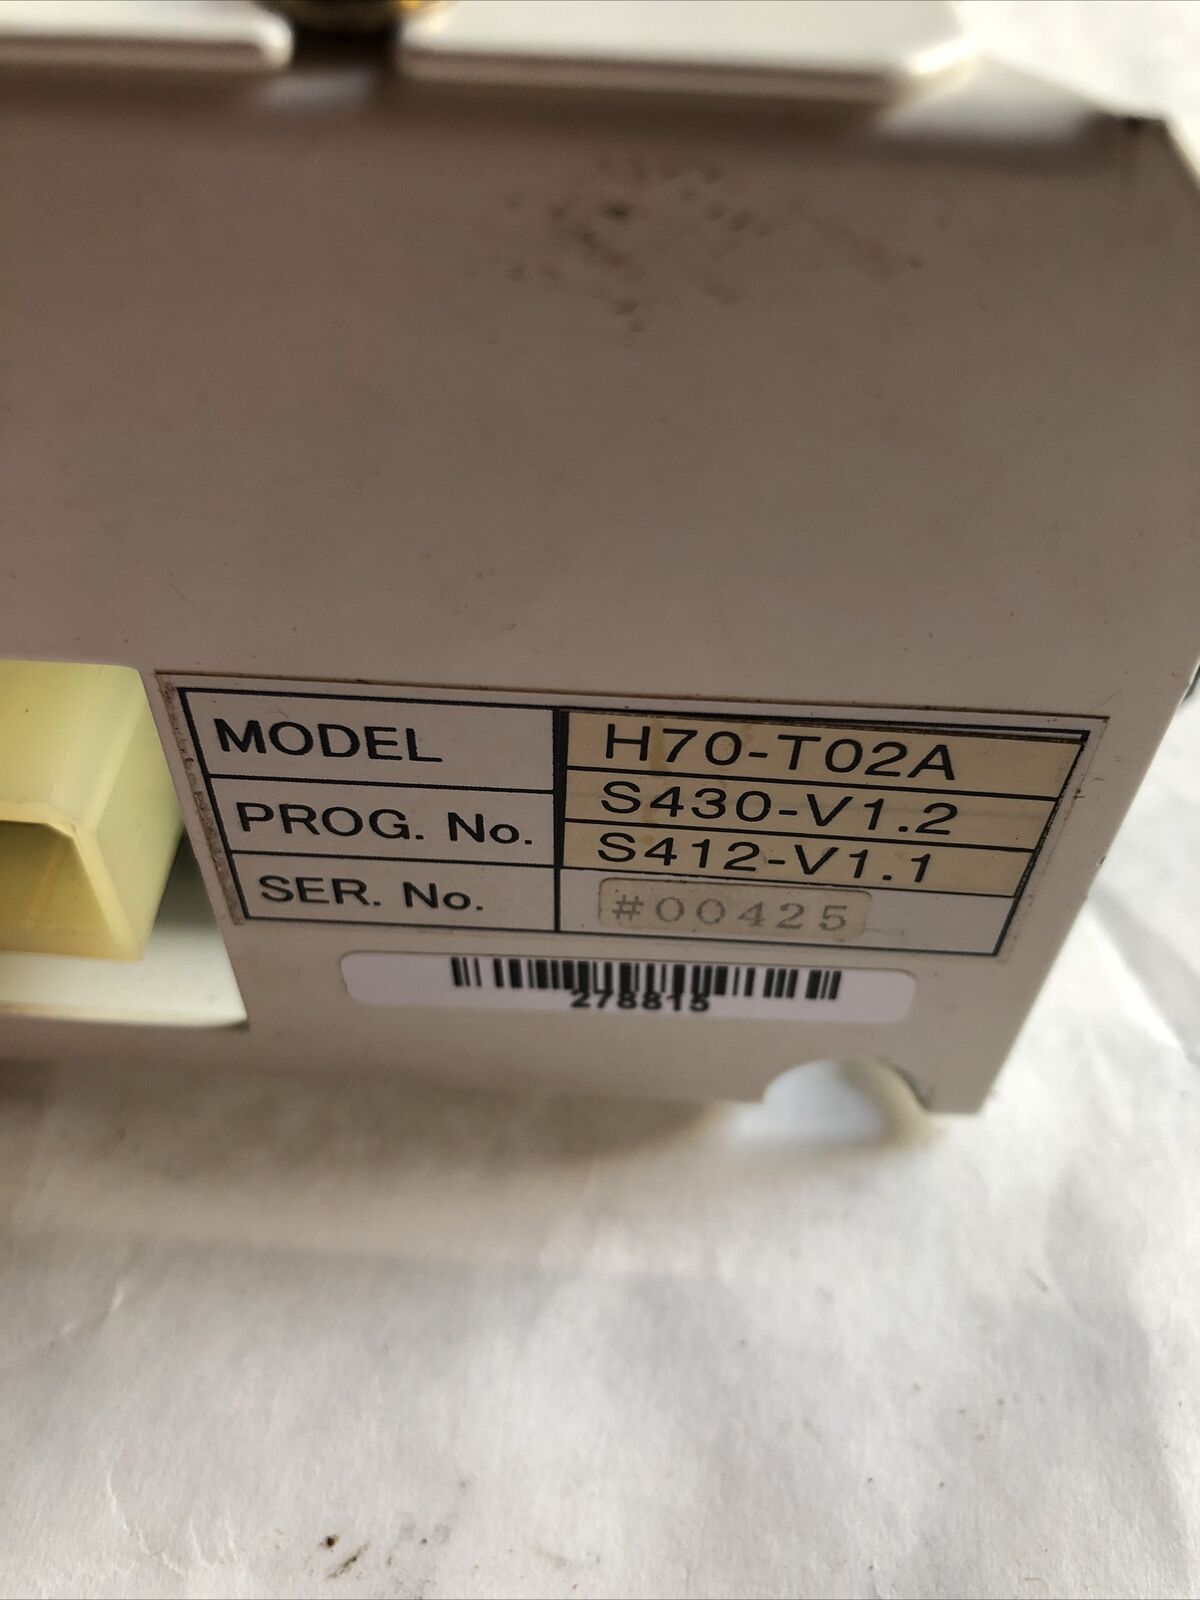 MODEL H70-T02A
PROG. No. S430-V1.2
S412-V1.1
SER. No. #00425
278815